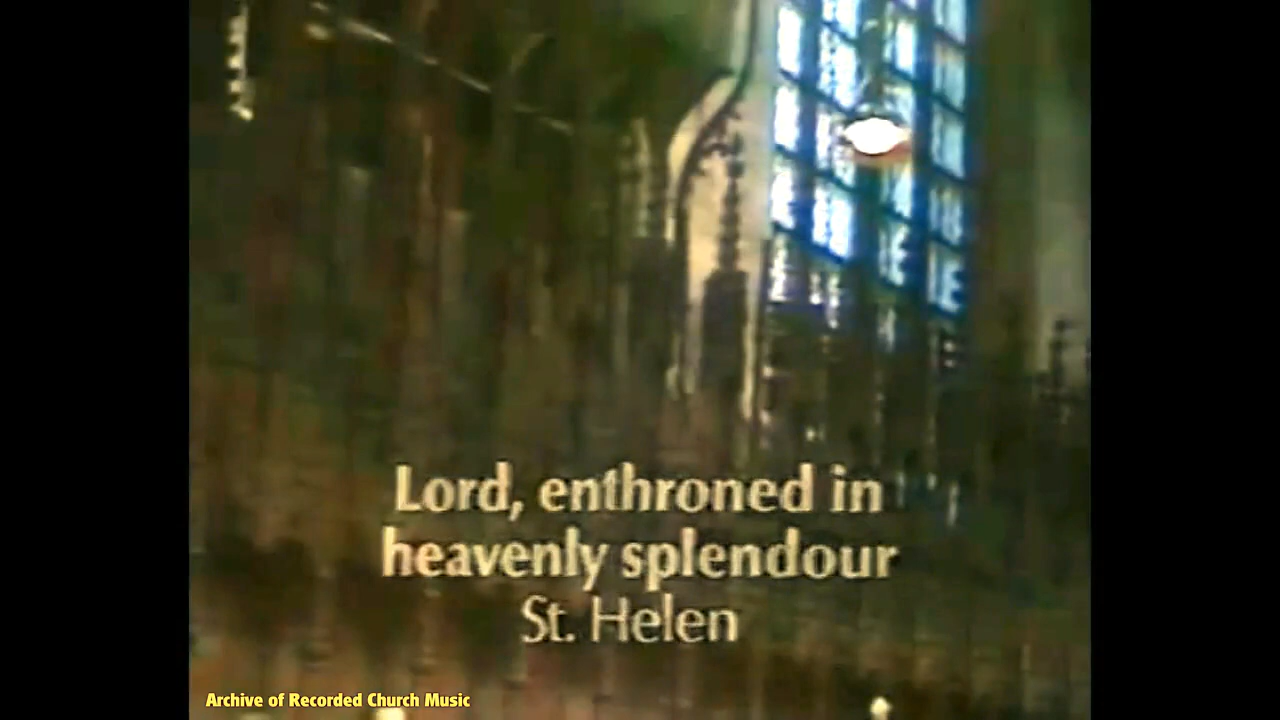 Lord, enthroned in
heavenly splendour
St. Helen
Archive of Recorded Church Music